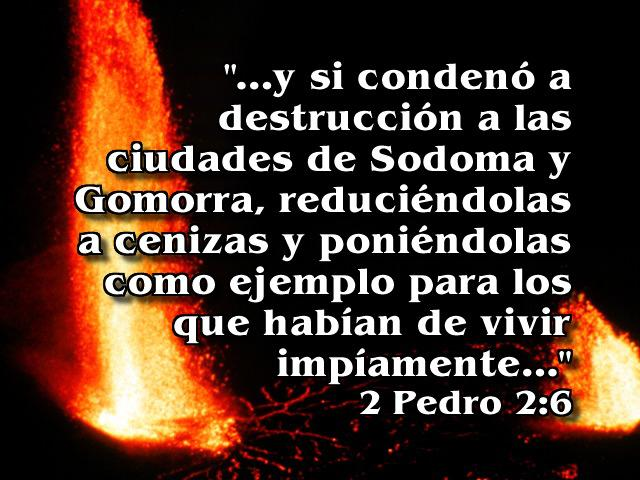 "...y si condenó a
destrucción a las
ciudades de Sodoma y
Gomorra, reduciéndolas
a cenizas y poniéndolas
como ejemplo para los
que habían de vivir
impíamente..."
2 Pedro 2:6